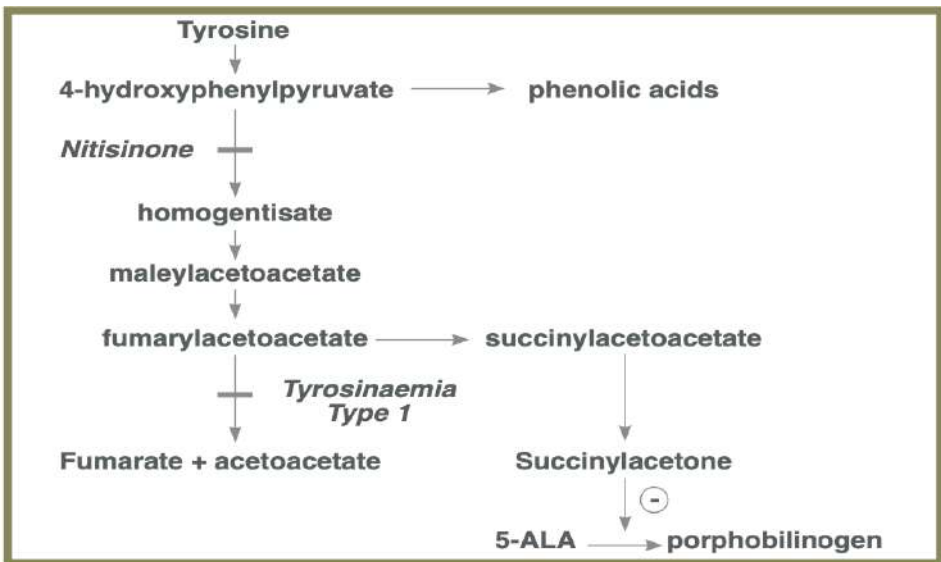 Tyrosine
4-hydroxyphenylpyruvate
phenolic acids
Nitisinone
homogentisate
maleylacetoacetate
fumarylacetoacetate
succinylacetoacetate
Tyrosinaemia
Type 1
Fumarate + acetoacetate
Succinylacetone
-
5-ALA
porphobilinogen